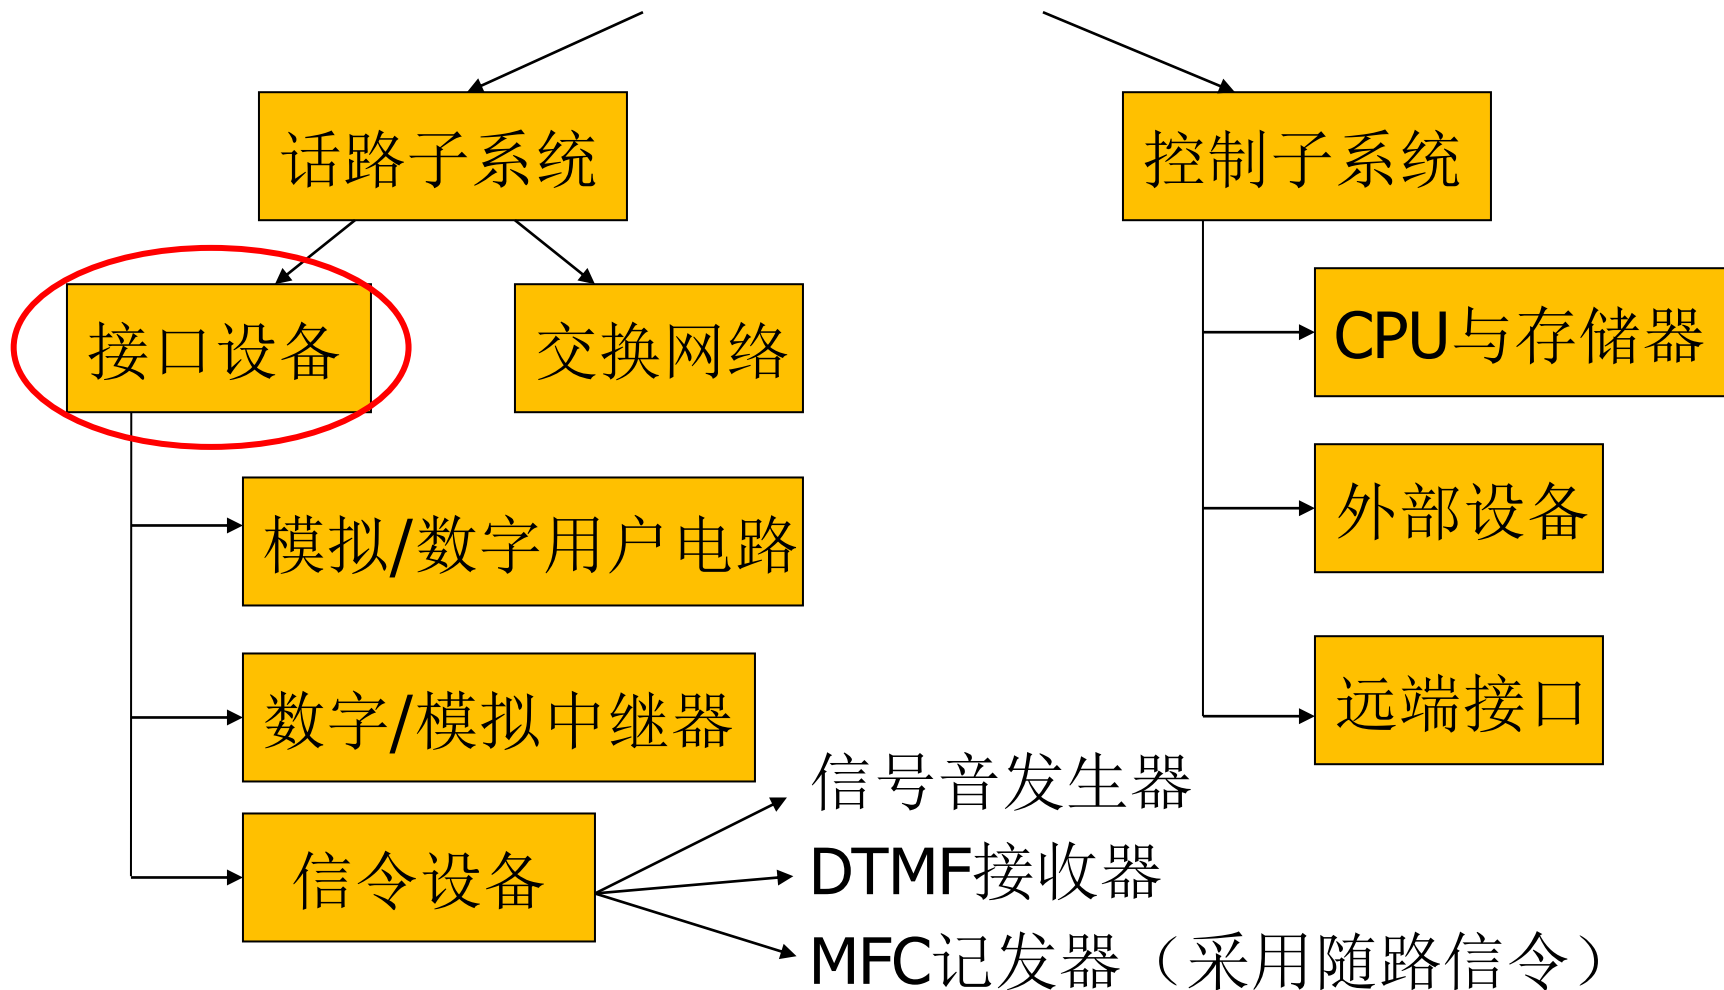 话路子系统
控制子系统
接口设备
交换网络
CPU与存储器
模拟/数字用户电路
外部设备
数字/模拟中继器
远端接口
信令设备
信号音发生器
DTMF接收器
MFC记发器（采用随路信令）